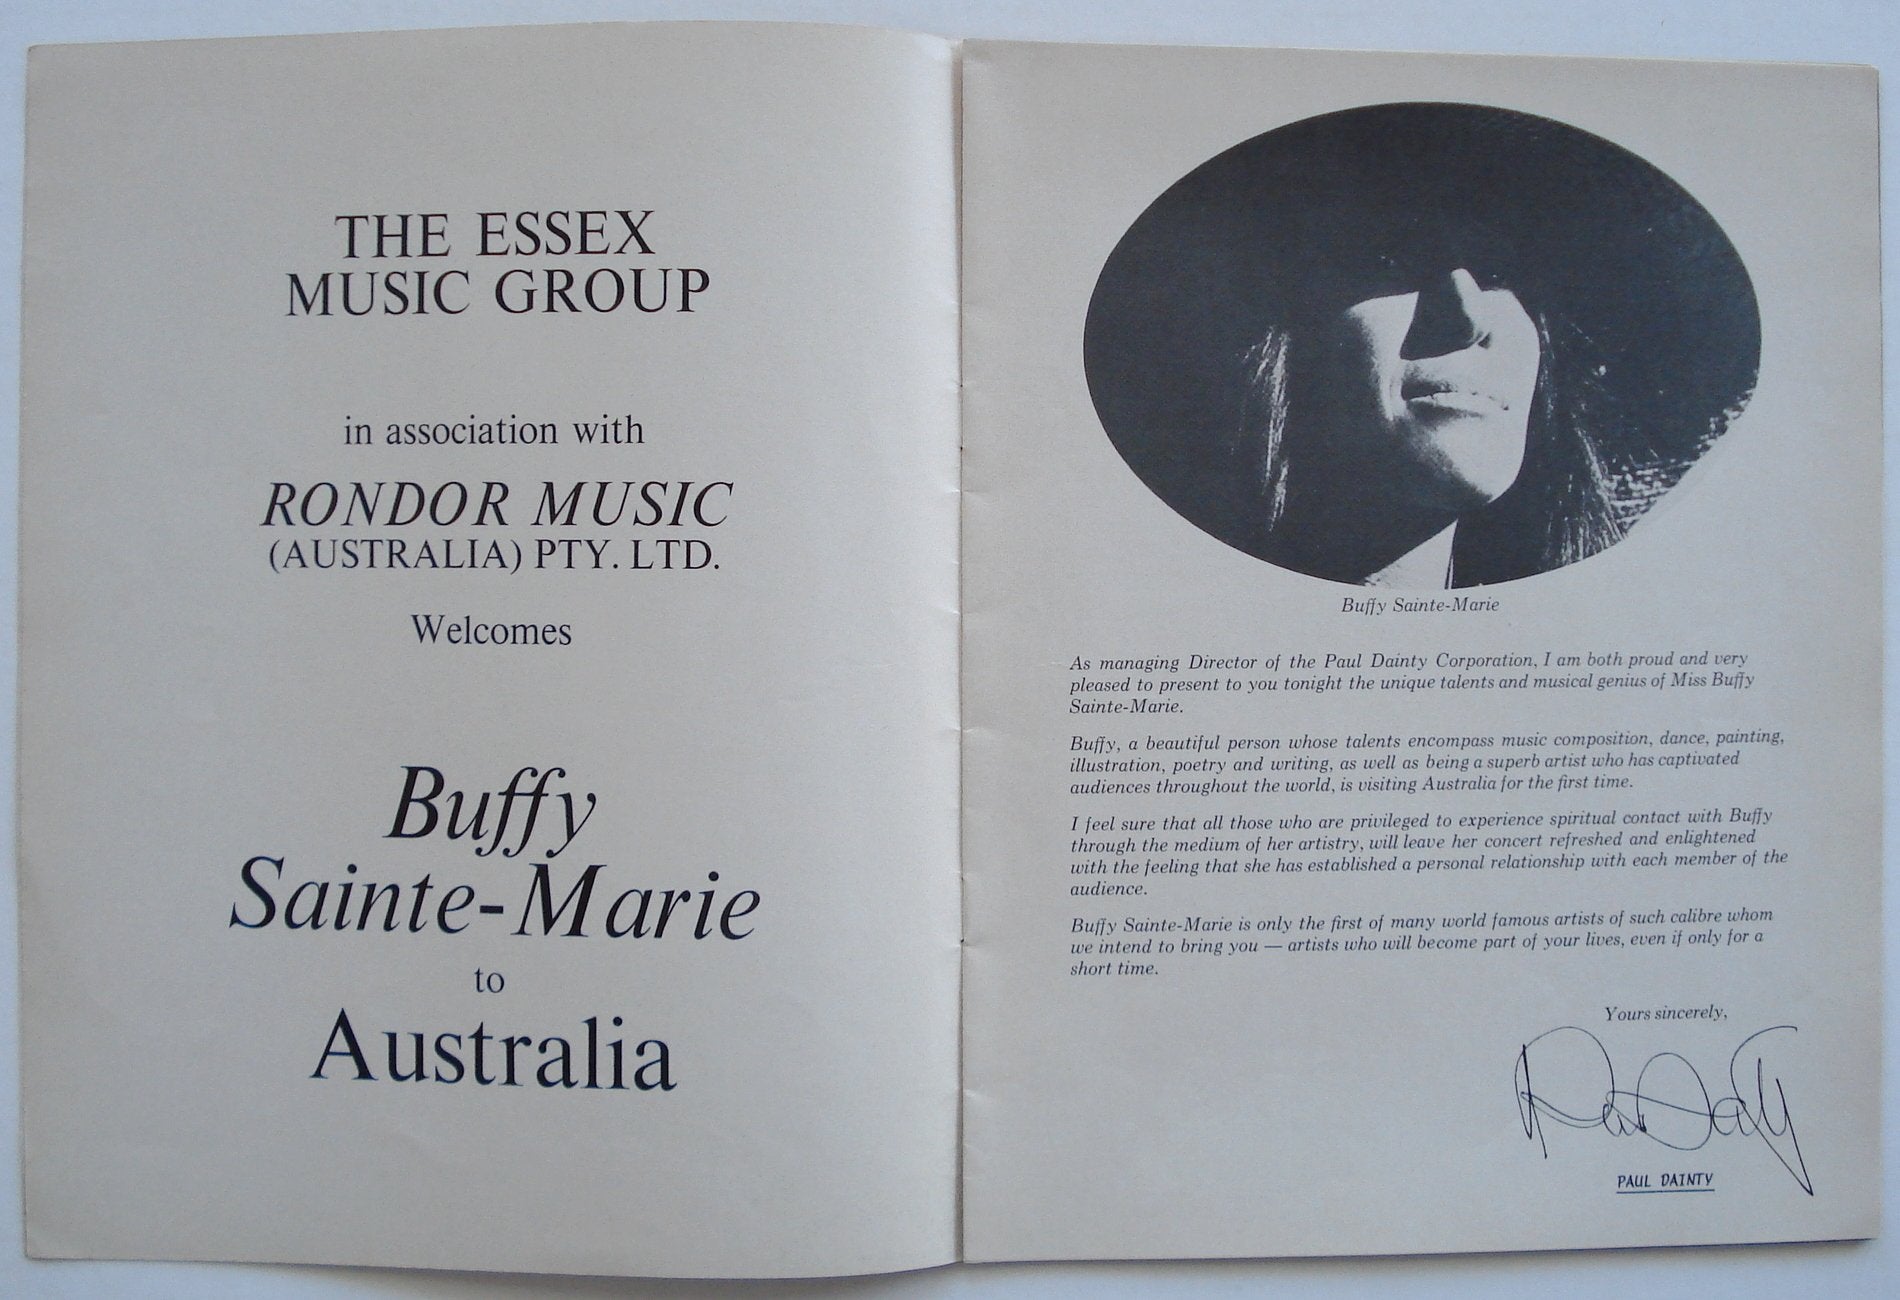 THE ESSEX
MUSIC GROUP
in association with
RONDOR MUSIC
(AUSTRALIA) PTY. LTD.
Welcomes
Buffy
Sainte-Marie
to
Australia
Buffy Sainte-Marie
As managing Director of the Paul Dainty Corporation, I am both proud and very
pleased to present to you tonight the unique talents and musical genius of Miss Buffy
Sainte-Marie.
Buffy, a beautiful person whose talents encompass music composition, dance, painting,
illustration, poetry and writing, as well as being a superb artist who has captivated
audiences throughout the world, is visiting Australia for the first time.
I feel sure that all those who are privileged to experience spiritual contact with Buffy
through the medium of her artistry, will leave her concert refreshed and enlightened
with the feeling that she has established a personal relationship with each member of the
audience.
Buffy Sainte-Marie is only the first of many world famous artists of such calibre whom
we intend to bring you — artists who will become part of your lives, even if only for a
short time.
Yours sincerely,
PAUL DAINTY